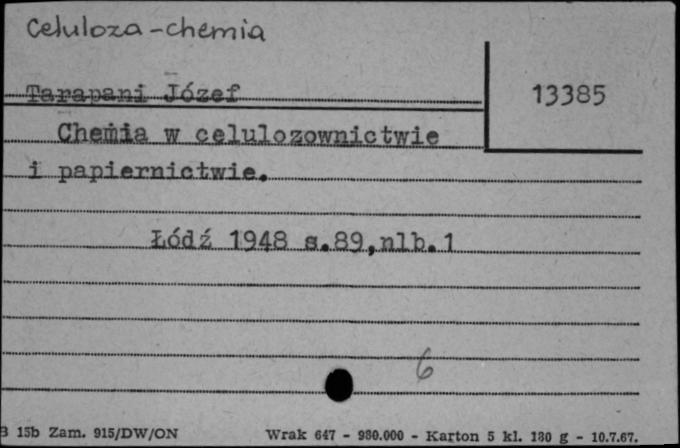 Celuloza-chemia
Tarapani Józef
13385
Chemia w celulozownictwie
i papiernictwie.
Łódź 1948 s.89,nlb.1
6
B 15b Zam. 915/DW/ON
Wrak 647 - 980.000 - Karton 5 kl. 180 g - 10.7.67.